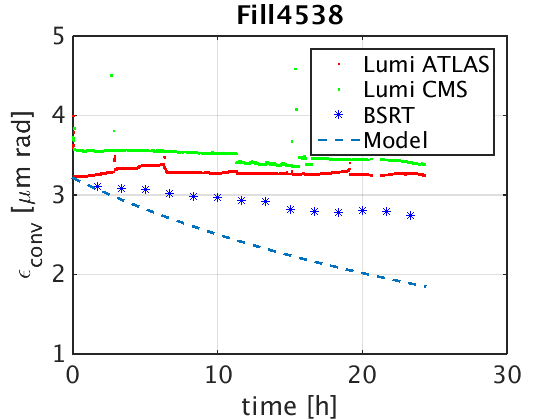 Fill4538
5
4
3
2
1
ϵconv [μm rad]
Lumi ATLAS
Lumi CMS
BSRT
Model
0
10
20
30
time [h]